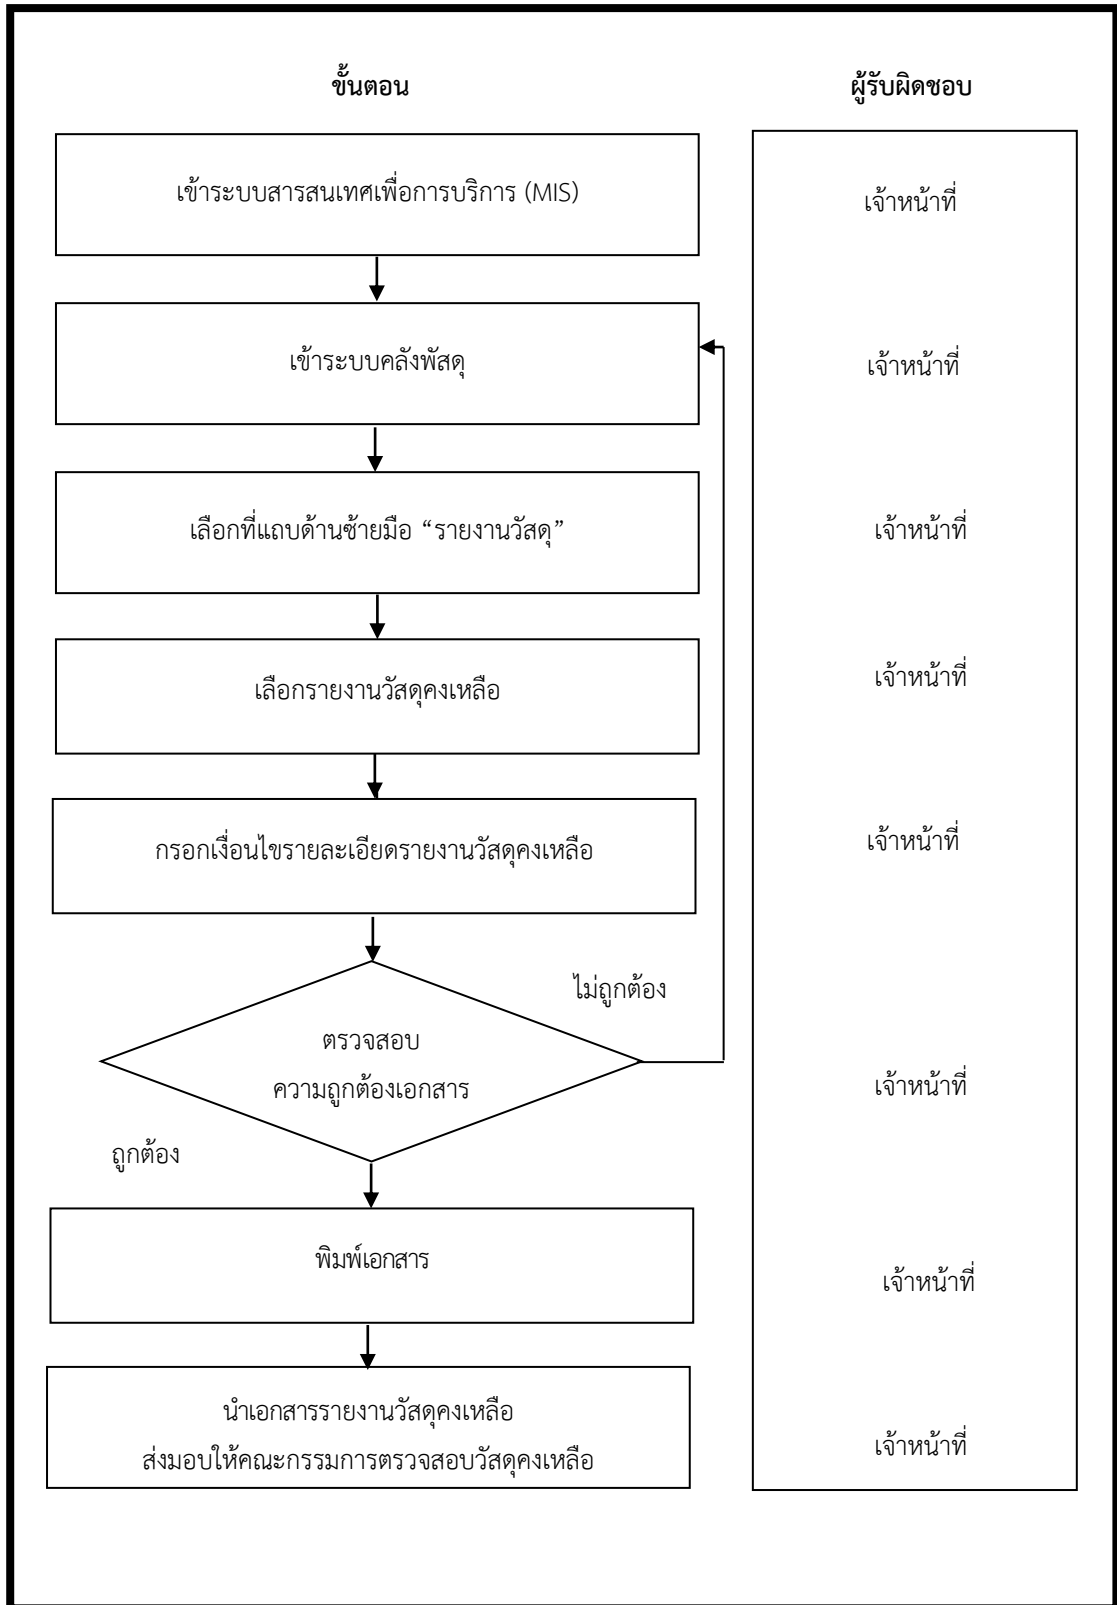 ขั้นตอน
ผู้รับผิดชอบ
เข้าระบบสารสนเทศเพื่อการบริการ (MIS)
เจ้าหน้าที่
เข้าระบบคลังพัสดุ
เจ้าหน้าที่
เลือกที่แถบด้านซ้ายมือ “รายงานวัสดุ”
เจ้าหน้าที่
เลือกรายงานวัสดุคงเหลือ
เจ้าหน้าที่
กรอกเงื่อนไขรายละเอียดรายงานวัสดุคงเหลือ
เจ้าหน้าที่
ไม่ถูกต้อง
ตรวจสอบ
ความถูกต้องเอกสาร
เจ้าหน้าที่
ถูกต้อง
พิมพ์เอกสาร
เจ้าหน้าที่
นำเอกสารรายงานวัสดุคงเหลือ
ส่งมอบให้คณะกรรมการตรวจสอบวัสดุคงเหลือ
เจ้าหน้าที่